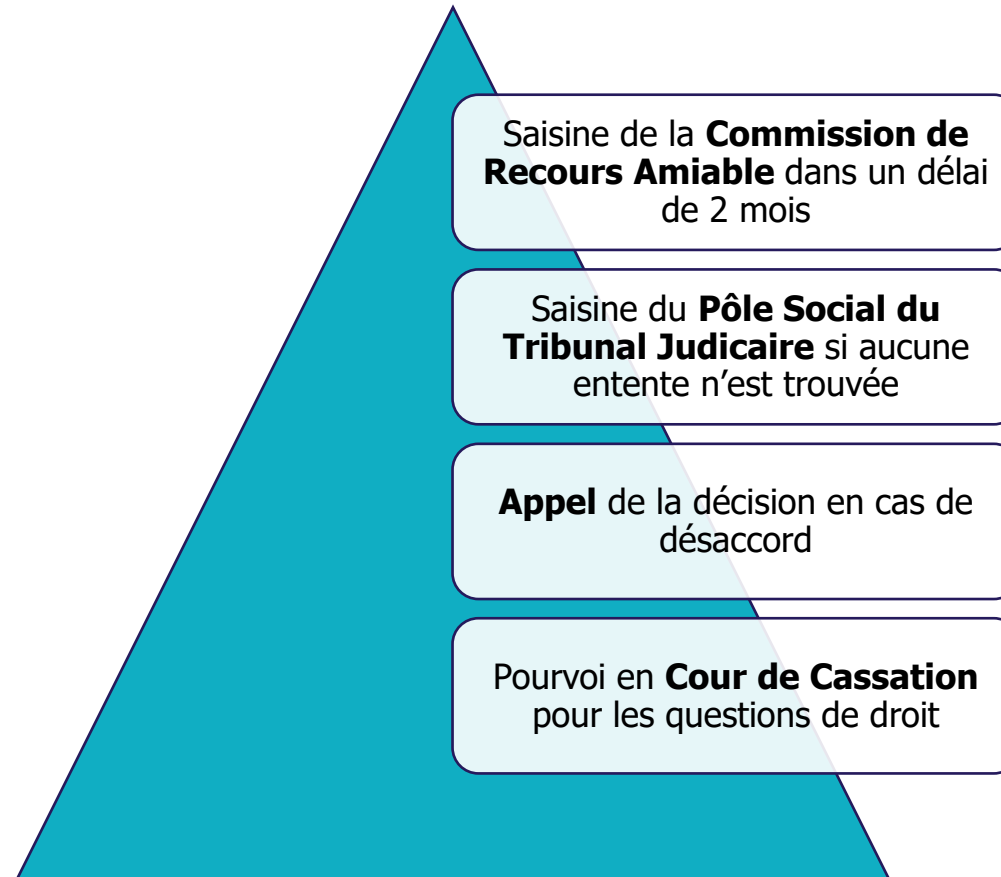 Saisine de la Commission de
Recours Amiable dans un délai
de 2 mois
Saisine du Pôle Social du
Tribunal Judicaire si aucune
entente n’est trouvée
Appel de la décision en cas de
désaccord
Pourvoi en Cour de Cassation
pour les questions de droit